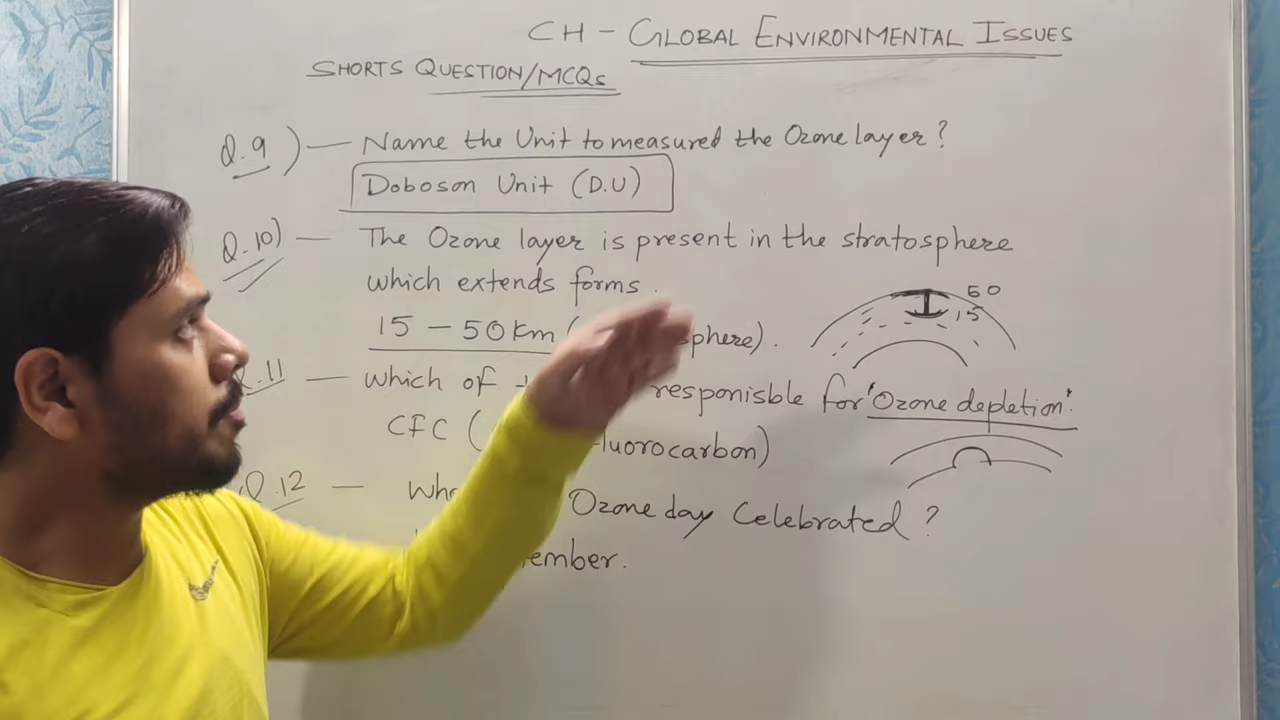 CH - GLOBAL ENVIRONMENTAL ISSUES
SHORTS QUESTION/MCQs
Q.9) — Name the Unit to measured the Ozone layer?
Doboson Unit (D.U)
Q.10) — The Ozone layer is present in the stratosphere
which extends forms.
50
15
15 - 50 km ( sphere).
.11 — which of responisble for 'Ozone depletion'.
CFC ( luorocarbon)
Q.12 — Ozone day Celebrated?
ember.